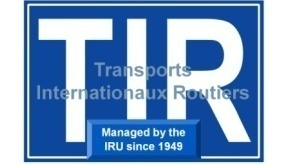 TIR
Transports
Internationaux Routiers
Managed by the
IRU since 1949